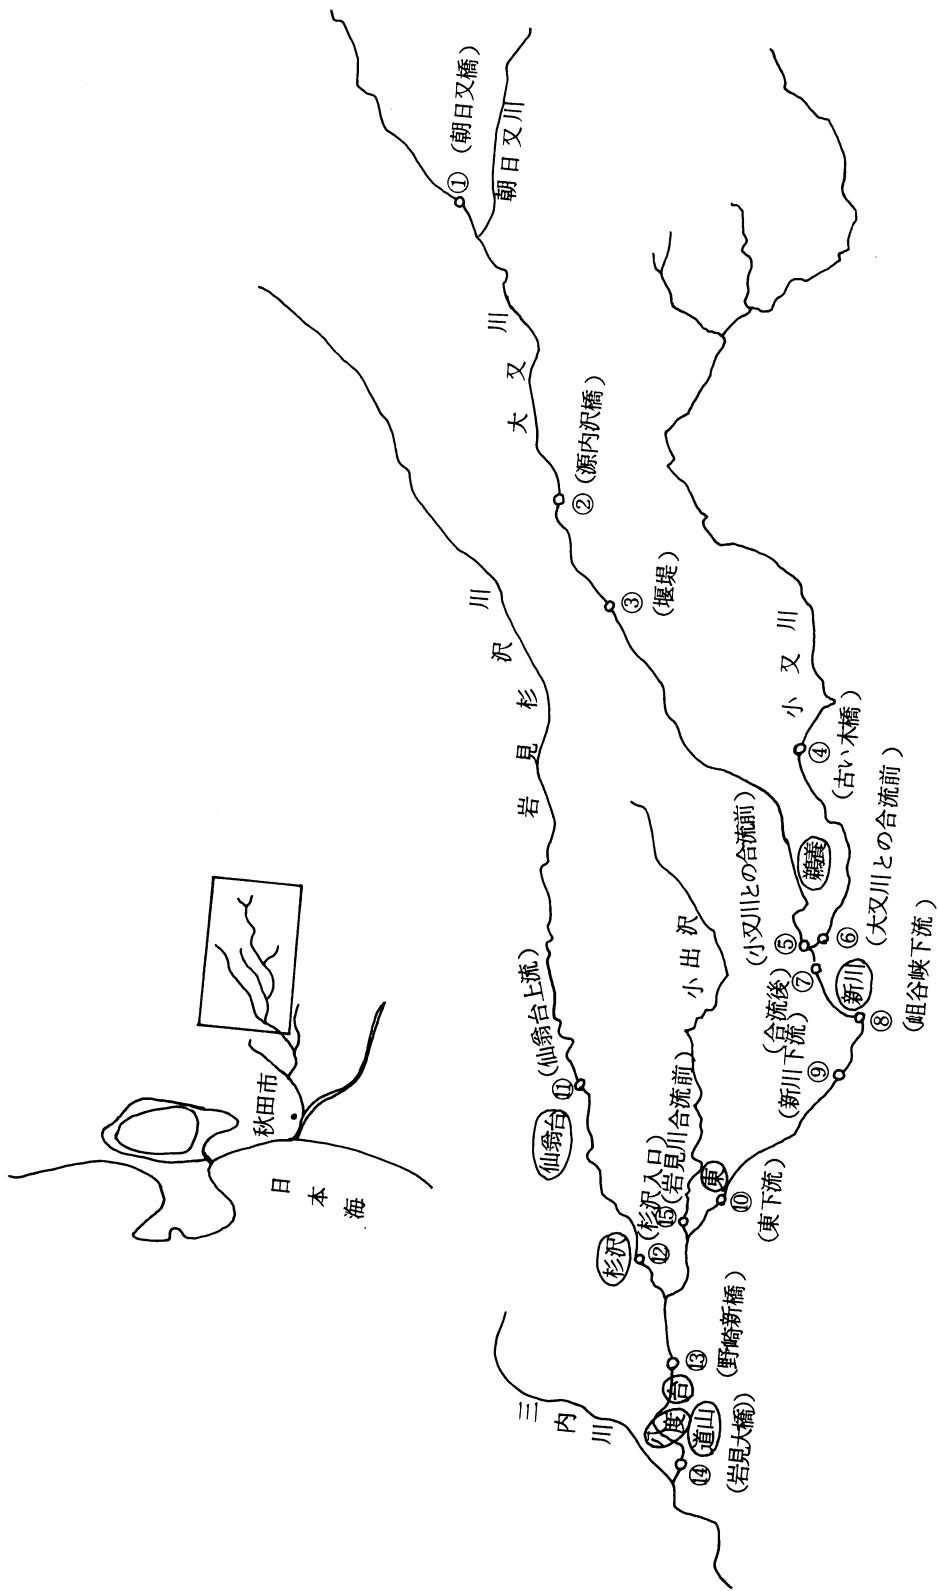 ① (朝日又橋)
朝日又川
大又川
② (源内沢橋)
③ (堰堤)
小又川
④ (古い木橋)
⑤ (小又川との合流前)
⑥ (大又川との合流前)
鵜養
⑦ (合流後)
新川
⑧ (岨谷峡下流)
⑨ (新川下流)
東
⑩ (東下流)
岩見杉沢川
⑪ (仙翁台上流)
仙翁台
⑫ (杉沢入口)
杉沢
小出沢
⑮ (岩見川合流前)
⑬ (野崎新橋)
台
度
道山
⑭ (岩見大橋)
三内川
秋田市
日本海